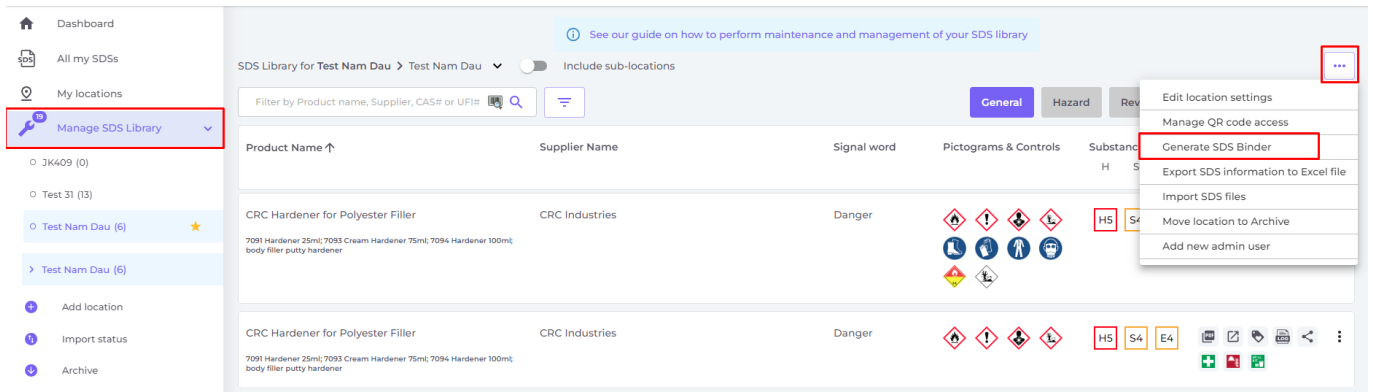 Dashboard
SDS
All my SDSs
My locations
19
Manage SDS Library
JK409 (0)
Test 31 (13)
Test Nam Dau (6)
Test Nam Dau (6)
Add location
Import status
Archive
See our guide on how to perform maintenance and management of your SDS library
SDS Library for Test Nam Dau > Test Nam Dau
Include sub-locations
Filter by Product name, Supplier, CAS# or UFI#
General
Hazard
Rev
Edit location settings
Manage QR code access
Generate SDS Binder
Export SDS information to Excel file
Import SDS files
Move location to Archive
Add new admin user
Product Name
Supplier Name
Signal word
Pictograms & Controls
Substanc
H S
CRC Hardener for Polyester Filler
CRC Industries
Danger
H5 S4
7091 Hardener 25ml; 7093 Cream Hardener 75ml; 7094 Hardener 100ml;
body filler putty hardener
CRC Hardener for Polyester Filler
CRC Industries
Danger
H5 S4 E4
PDF
LOG
7091 Hardener 25ml; 7093 Cream Hardener 75ml; 7094 Hardener 100ml;
body filler putty hardener